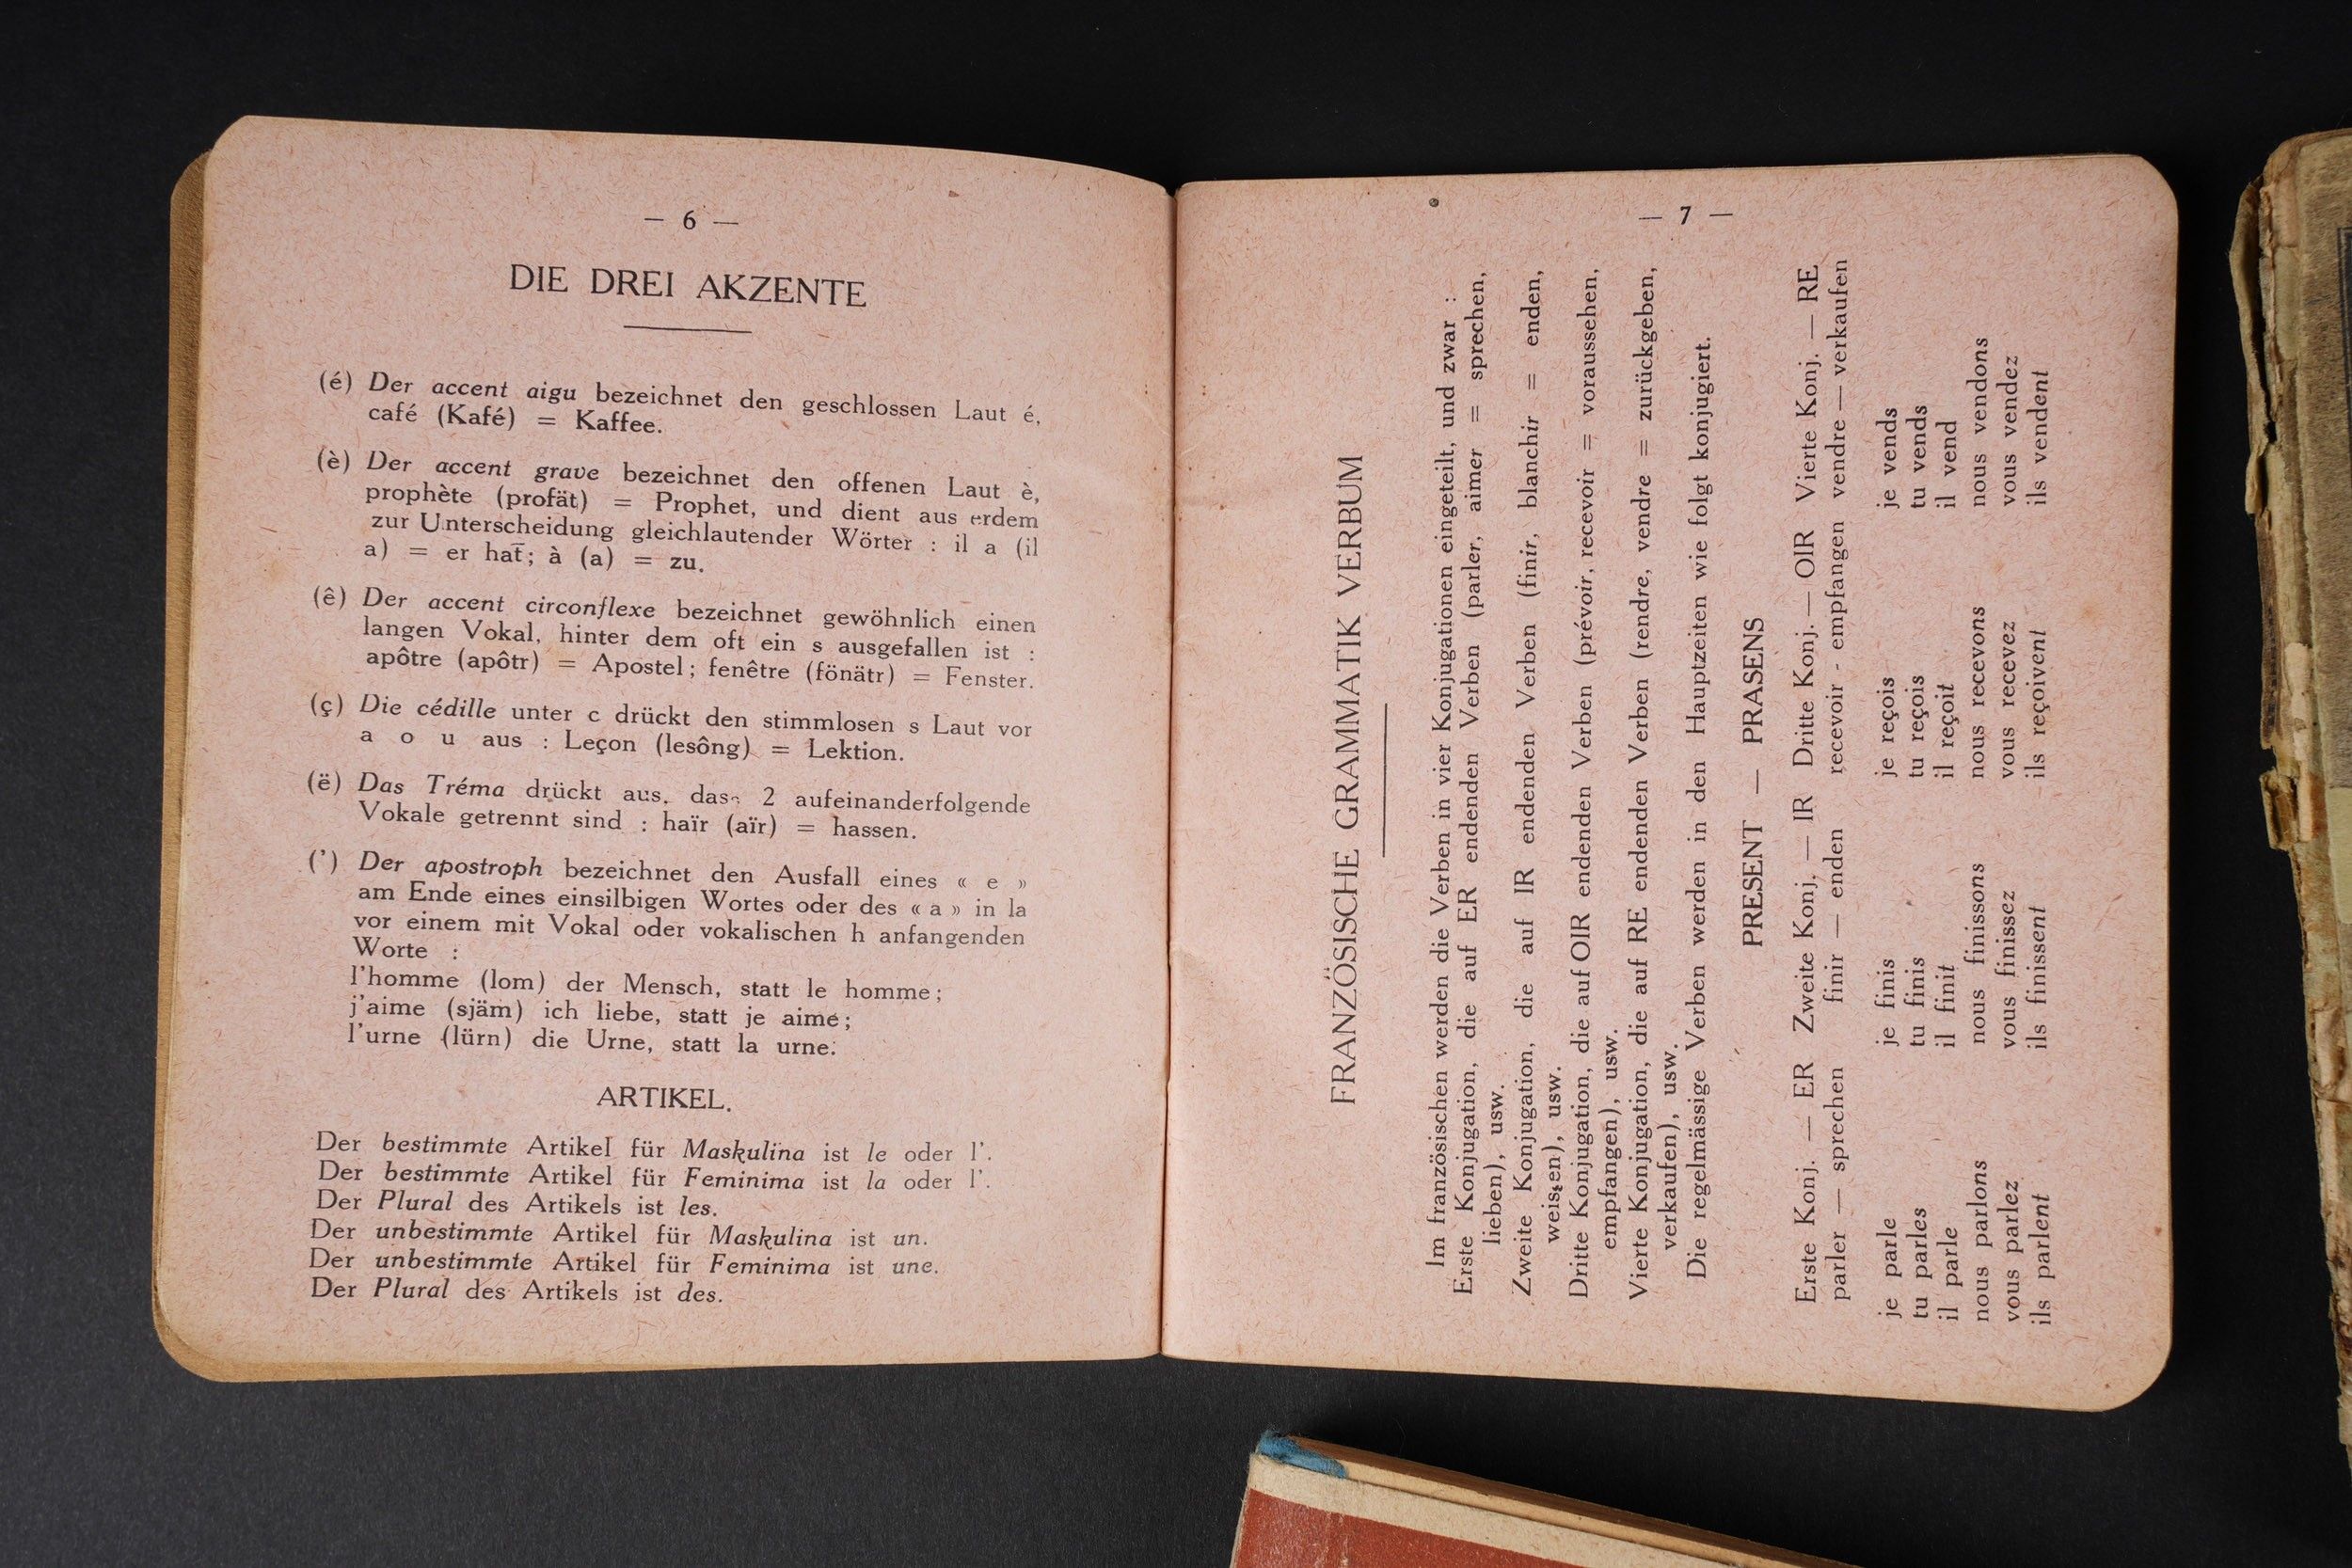 — 6 —
DIE DREI AKZENTE
(é) Der accent aigu bezeichnet den geschlossen Laut é,
café (Kafé) = Kaffee.
(è) Der accent grave bezeichnet den offenen Laut è,
prophète (profät) = Prophet, und dient aus erdem
zur Unterscheidung gleichlautender Wörter : il a (il
a) = er hat; à (a) = zu.
(ê) Der accent circonflexe bezeichnet gewöhnlich einen
langen Vokal, hinter dem oft ein s ausgefallen ist :
apôtre (apôtr) = Apostel; fenêtre (fönätr) = Fenster.
(ç) Die cédille unter c drückt den stimmlosen s Laut vor
a o u aus : Leçon (lesông) = Lektion.
(ë) Das Tréma drückt aus, dass 2 aufeinanderfolgende
Vokale getrennt sind : haïr (aïr) = hassen.
(’) Der apostroph bezeichnet den Ausfall eines « e »
am Ende eines einsilbigen Wortes oder des « a » in la
vor einem mit Vokal oder vokalischen h anfangenden
Worte :
l’homme (lom) der Mensch, statt le homme;
j’aime (sjäm) ich liebe, statt je aime;
l’urne (lürn) die Urne, statt la urne.
ARTIKEL.
Der bestimmte Artikel für Maskulina ist le oder l’.
Der bestimmte Artikel für Feminima ist la oder l’.
Der Plural des Artikels ist les.
Der unbestimmte Artikel für Maskulina ist un.
Der unbestimmte Artikel für Feminima ist une.
Der Plural des Artikels ist des.
— 7 —
FRANZÖSISCHE GRAMMATIK VERBUM
Im französischen werden die Verben in vier Konjugationen eingeteilt, und zwar :
Erste Konjugation, die auf ER endenden Verben (parler, aimer = sprechen,
lieben), usw.
Zweite Konjugation, die auf IR endenden Verben (finir, blanchir = enden,
weissen), usw.
Dritte Konjugation, die auf OIR endenden Verben (prévoir, recevoir = voraussehen,
empfangen), usw.
Vierte Konjugation, die auf RE endenden Verben (rendre, vendre = zurückgeben,
verkaufen), usw.
Die regelmässige Verben werden in den Hauptzeiten wie folgt konjugiert.
PRESENT — PRASENS
Erste Konj. — ER Zweite Konj. — IR Dritte Konj. — OIR Vierte Konj. — RE
parler — sprechen finir — enden recevoir - empfangen vendre — verkaufen
je parle je finis je reçois je vends
tu parles tu finis tu reçois tu vends
il parle il finit il reçoit il vend
nous parlons nous finissons nous recevons nous vendons
vous parlez vous finissez vous recevez vous vendez
ils parlent ils finissent ils reçoivent ils vendent